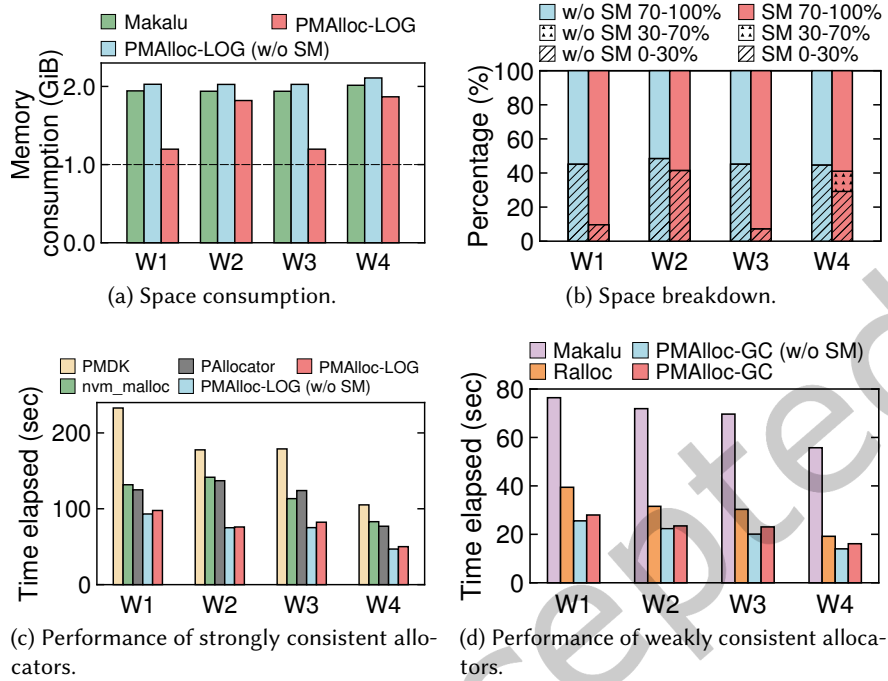 Makalu PMAlloc-LOG
PMAlloc-LOG (w/o SM)
Memory
consumption (GiB)
2.0
1.0
0.0
W1 W2 W3 W4
(a) Space consumption.
w/o SM 70-100% SM 70-100%
w/o SM 30-70% SM 30-70%
w/o SM 0-30% SM 0-30%
Percentage (%)
100
80
60
40
20
0
W1 W2 W3 W4
(b) Space breakdown.
PMDK PAllocator PMAlloc-LOG
nvm_malloc PMAlloc-LOG (w/o SM)
Time elapsed (sec)
200
100
0
W1 W2 W3 W4
(c) Performance of strongly consistent allo-
cators.
Makalu PMAlloc-GC (w/o SM)
Ralloc PMAlloc-GC
Time elapsed (sec)
80
60
40
20
0
W1 W2 W3 W4
(d) Performance of weakly consistent alloca-
tors.
cepted